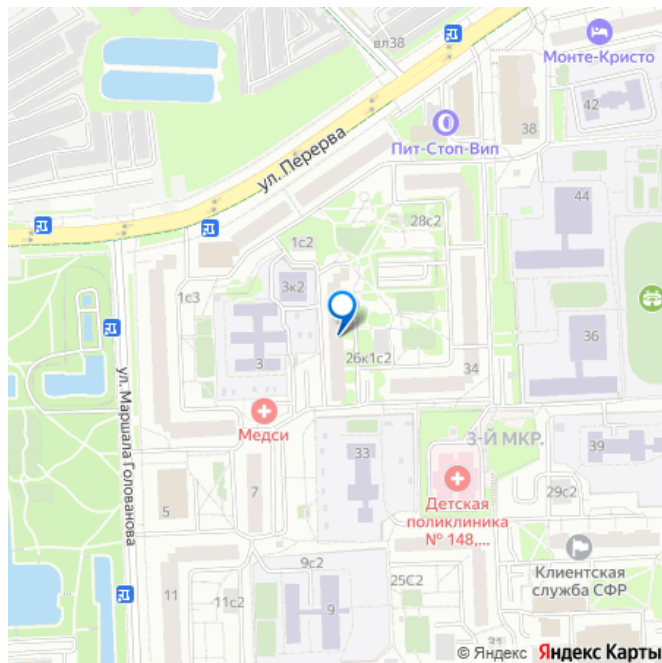 вл38
Монте-Кристо
42
38
ул. Перерва
Пит-Стоп-Вип
44
28с2
1с2
3к2
1с3
36
3
26к1с2
34
ул. Маршала Голованова
Медси
3-Й МКР.
39
33
7
Детская
поликлиника
№ 148,...
29с2
5
9с2
Клиентская
служба СФР
25С2
11
11с2
9
31
© Яндекс Яндекс Карты